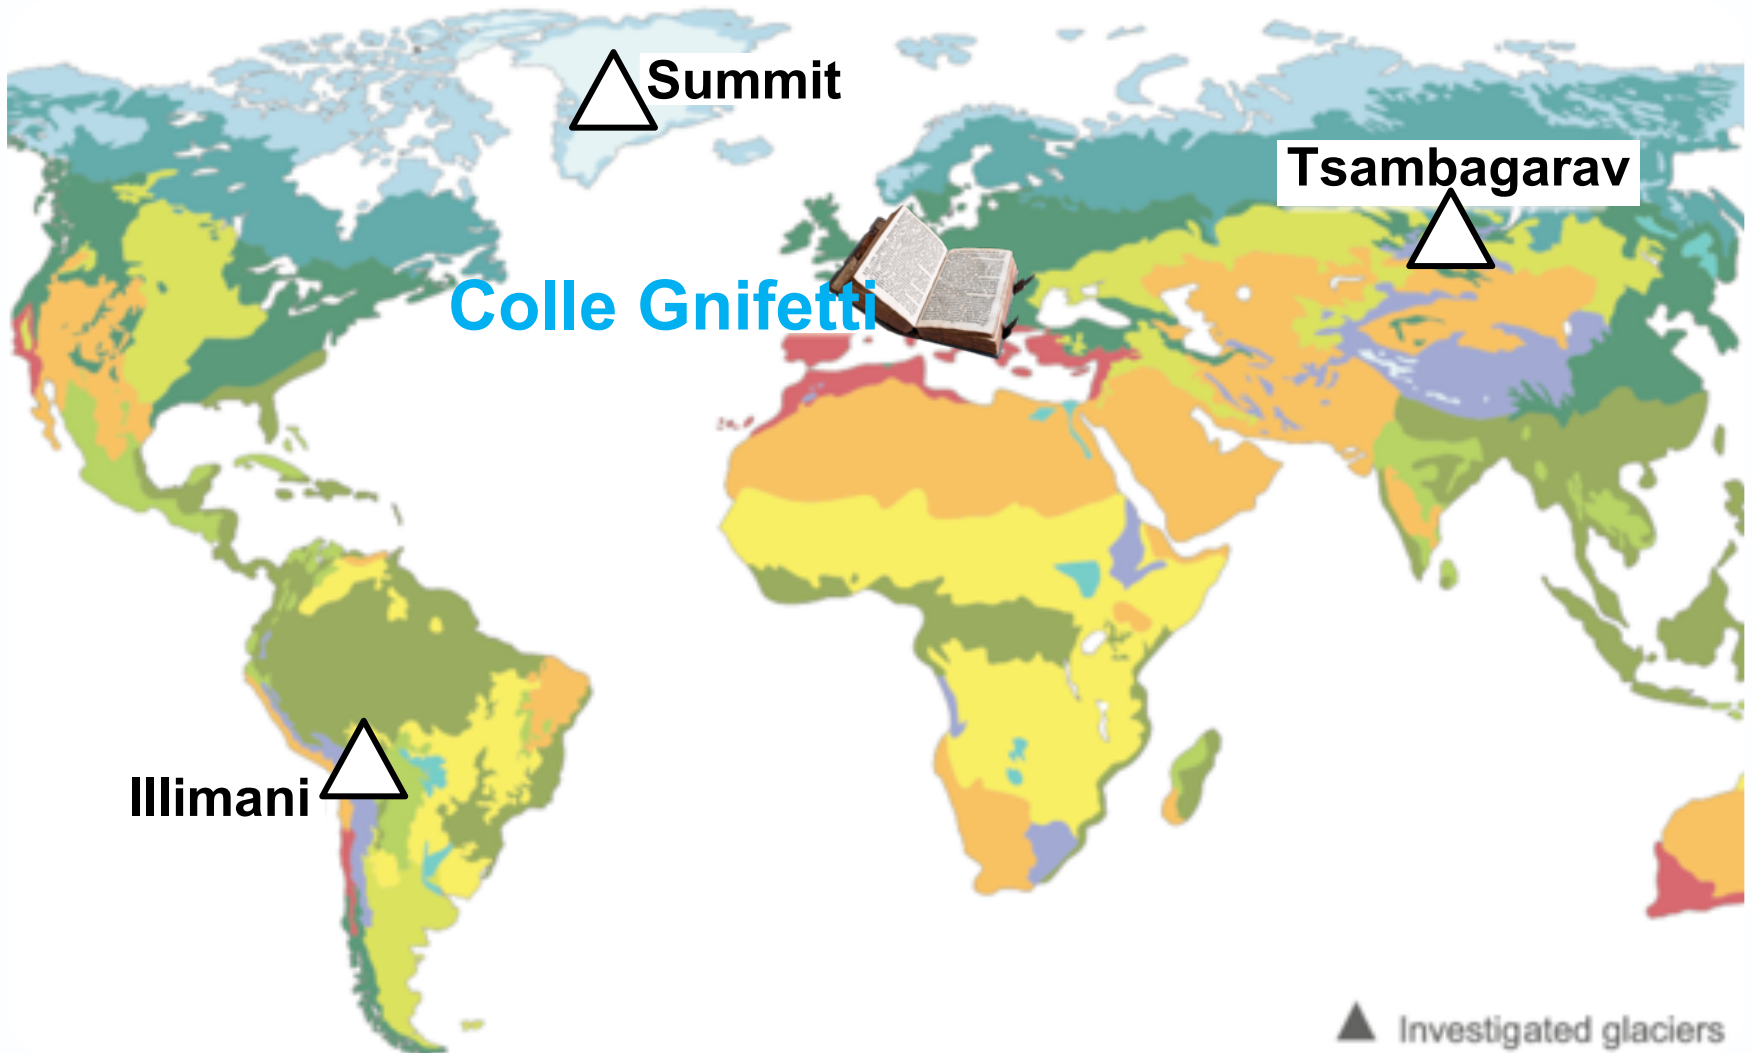 Summit
Tsambagarav
Colle Gnifetti
Illimani
Investigated glaciers